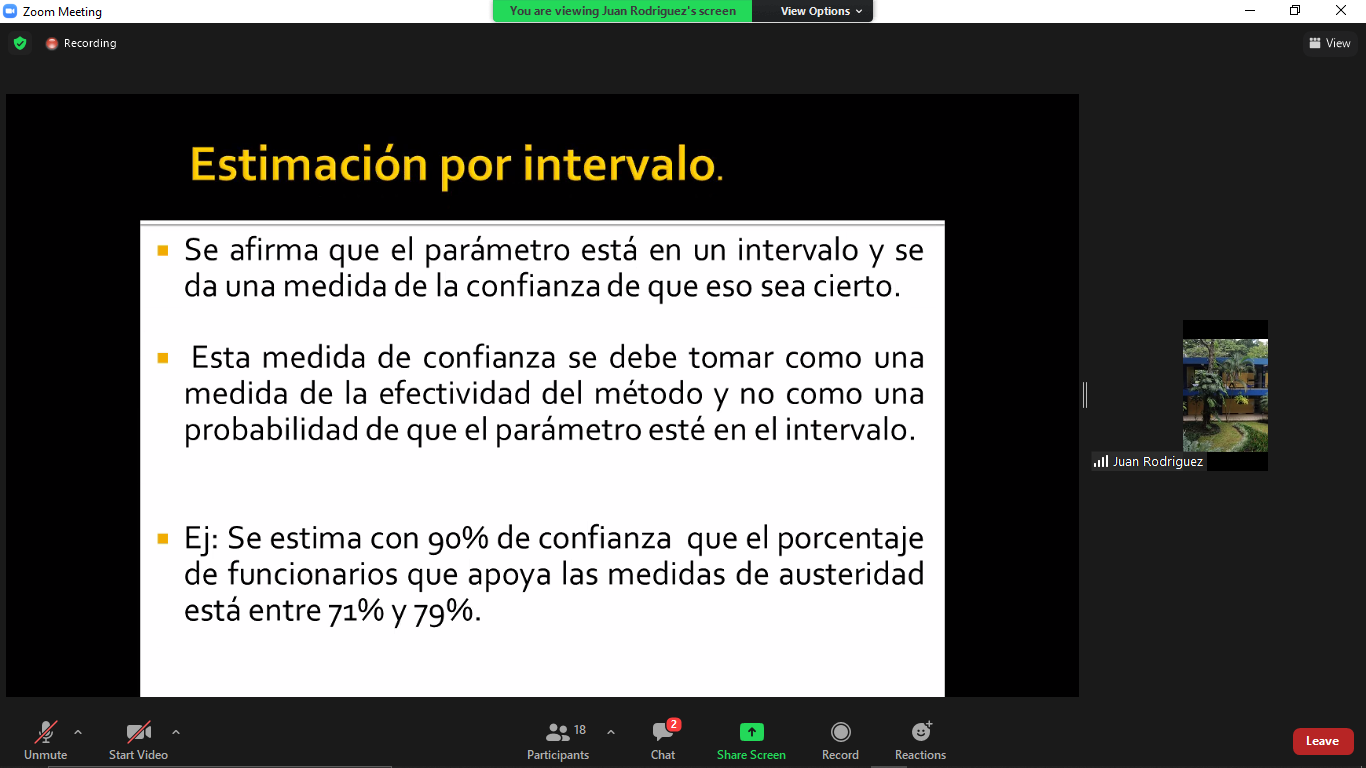 Zoom Meeting
You are viewing Juan Rodriguez's screen
View Options
Recording
View
Estimación por intervalo.
Se afirma que el parámetro está en un intervalo y se
da una medida de la confianza de que eso sea cierto.
Esta medida de confianza se debe tomar como una
medida de la efectividad del método y no como una
probabilidad de que el parámetro esté en el intervalo.
Ej: Se estima con 90% de confianza que el porcentaje
de funcionarios que apoya las medidas de austeridad
está entre 71% y 79%.
Juan Rodriguez
Unmute
Start Video
Participants
18
Chat
2
Share Screen
Record
Reactions
Leave